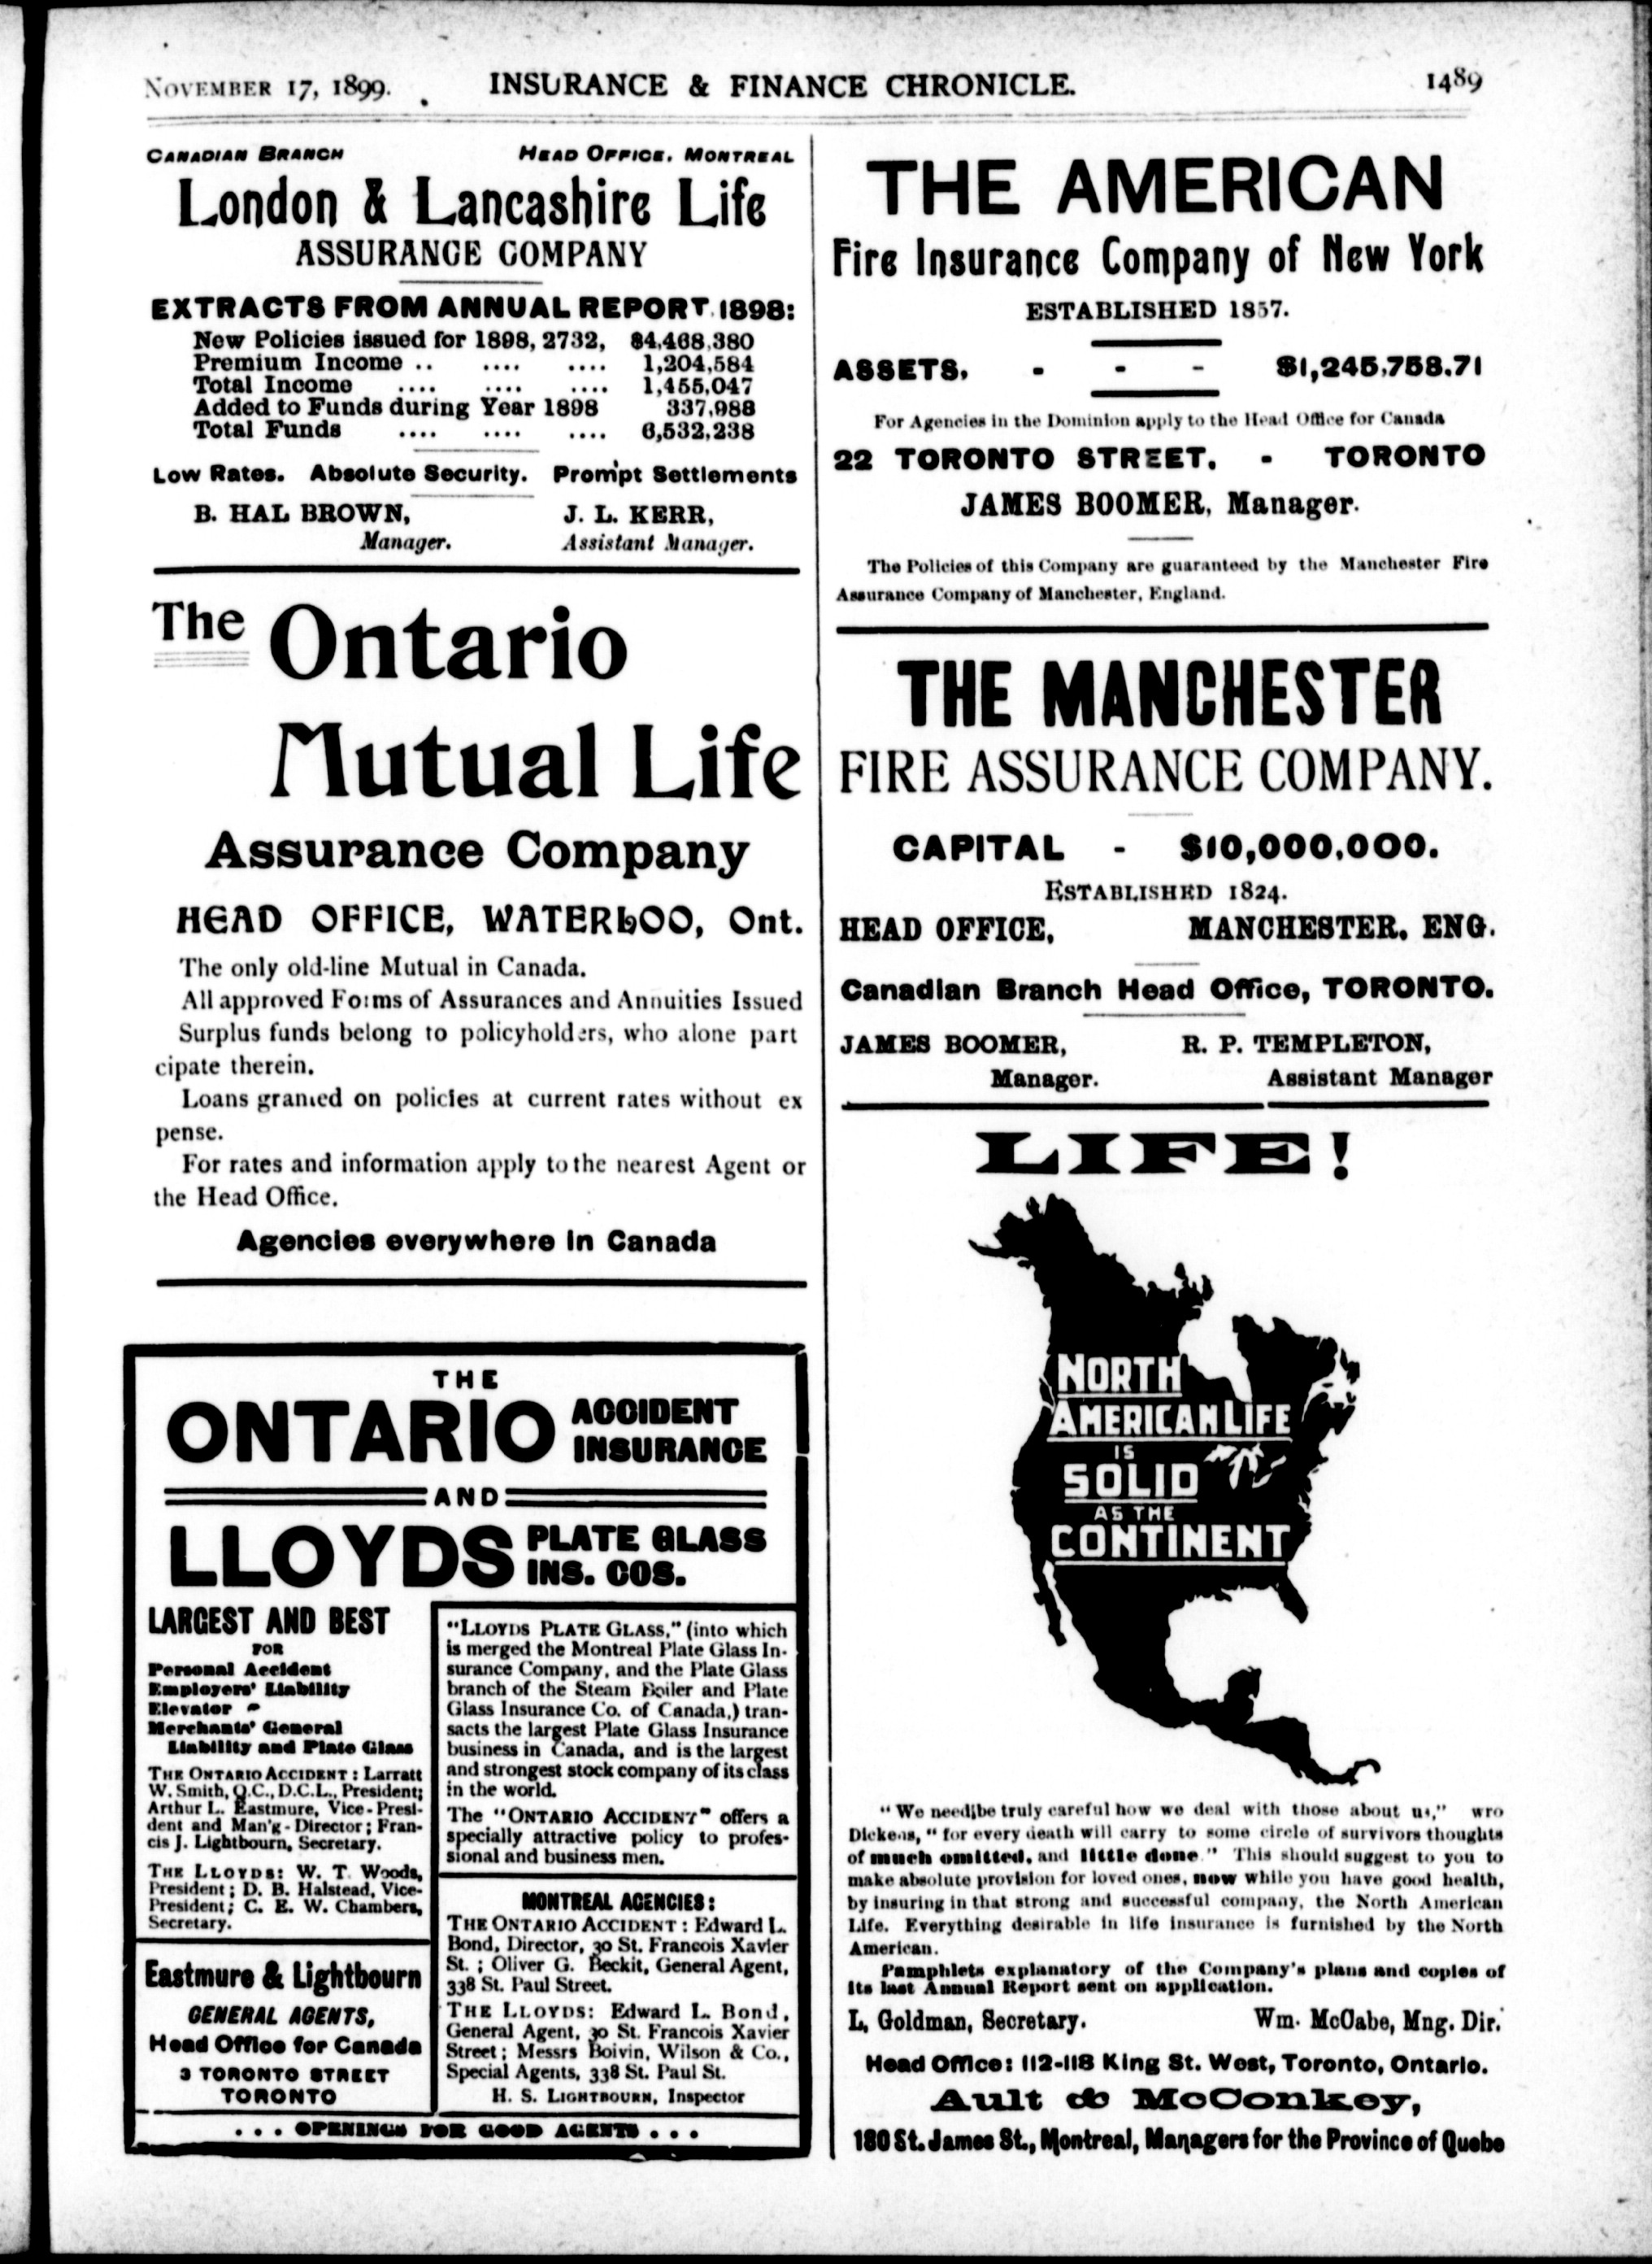 NOVEMBER 17, 1899. INSURANCE & FINANCE CHRONICLE. 1489
CANADIAN BRANCH HEAD OFFICE, MONTREAL
London & Lancashire Life
ASSURANCE COMPANY
EXTRACTS FROM ANNUAL REPORT 1898:
New Policies issued for 1898, 2732, $4,468,380
Premium Income .. .... .... 1,204,584
Total Income .... .... .... 1,455,047
Added to Funds during Year 1898 337,988
Total Funds .... .... .... 6,532,238
Low Rates. Absolute Security. Prompt Settlements
B. HAL BROWN, J. L. KERR,
Manager. Assistant Manager.
The Ontario
Mutual Life
Assurance Company
HEAD OFFICE, WATERLOO, Ont.
The only old-line Mutual in Canada.
All approved Forms of Assurances and Annuities Issued
Surplus funds belong to policyholders, who alone part
cipate therein.
Loans granted on policies at current rates without ex
pense.
For rates and information apply to the nearest Agent or
the Head Office.
Agencies everywhere in Canada
THE
ONTARIO ACCIDENT
INSURANCE
AND
LLOYDS PLATE GLASS
INS. COS.
LARGEST AND BEST
FOR
Personal Accident
Employers' Liability
Elevator
Merchants' General
Liability and Plate Glass
THE ONTARIO ACCIDENT : Larratt
W. Smith, Q.C., D.C.L., President;
Arthur L. Eastmure, Vice-Presi-
dent and Man'g-Director; Fran-
cis J. Lightbourn, Secretary.
THE LLOYDS: W. T. Woods,
President; D. B. Halstead, Vice-
President; C. E. W. Chambers,
Secretary.
Eastmure & Lightbourn
GENERAL AGENTS,
Head Office for Canada
3 TORONTO STREET
TORONTO
"LLOYDS PLATE GLASS," (into which
is merged the Montreal Plate Glass In-
surance Company, and the Plate Glass
branch of the Steam Boiler and Plate
Glass Insurance Co. of Canada,) tran-
sacts the largest Plate Glass Insurance
business in Canada, and is the largest
and strongest stock company of its class
in the world.
The "ONTARIO ACCIDENT" offers a
specially attractive policy to profes-
sional and business men.
MONTREAL AGENCIES:
THE ONTARIO ACCIDENT : Edward L.
Bond, Director, 30 St. Francois Xavier
St. ; Oliver G. Beckit, General Agent,
338 St. Paul Street.
THE LLOYDS: Edward L. Bond,
General Agent, 30 St. Francois Xavier
Street; Messrs Boivin, Wilson & Co.,
Special Agents, 338 St. Paul St.
H. S. LIGHTBOURN, Inspector
. . . OPENINGS FOR GOOD AGENTS . . .
THE AMERICAN
Fire Insurance Company of New York
ESTABLISHED 1857.
ASSETS, - - - $1,245,758.71
For Agencies in the Dominion apply to the Head Office for Canada
22 TORONTO STREET, - TORONTO
JAMES BOOMER, Manager.
The Policies of this Company are guaranteed by the Manchester Fire
Assurance Company of Manchester, England.
THE MANCHESTER
FIRE ASSURANCE COMPANY.
CAPITAL - $10,000,000.
ESTABLISHED 1824.
HEAD OFFICE, MANCHESTER, ENG.
Canadian Branch Head Office, TORONTO.
JAMES BOOMER, R. P. TEMPLETON,
Manager. Assistant Manager
LIFE!
NORTH
AMERICAN LIFE
IS
SOLID
AS THE
CONTINENT
"We need be truly careful how we deal with those about us," wro
Dickens, "for every death will carry to some circle of survivors thoughts
of much omitted, and little done." This should suggest to you to
make absolute provision for loved ones, now while you have good health,
by insuring in that strong and successful company, the North American
Life. Everything desirable in life insurance is furnished by the North
American.
Pamphlets explanatory of the Company's plans and copies of
its last Annual Report sent on application.
L. Goldman, Secretary. Wm. McCabe, Mng. Dir.
Head Office: 112-118 King St. West, Toronto, Ontario.
Ault & McConkey,
180 St. James St., Montreal, Managers for the Province of Quebe